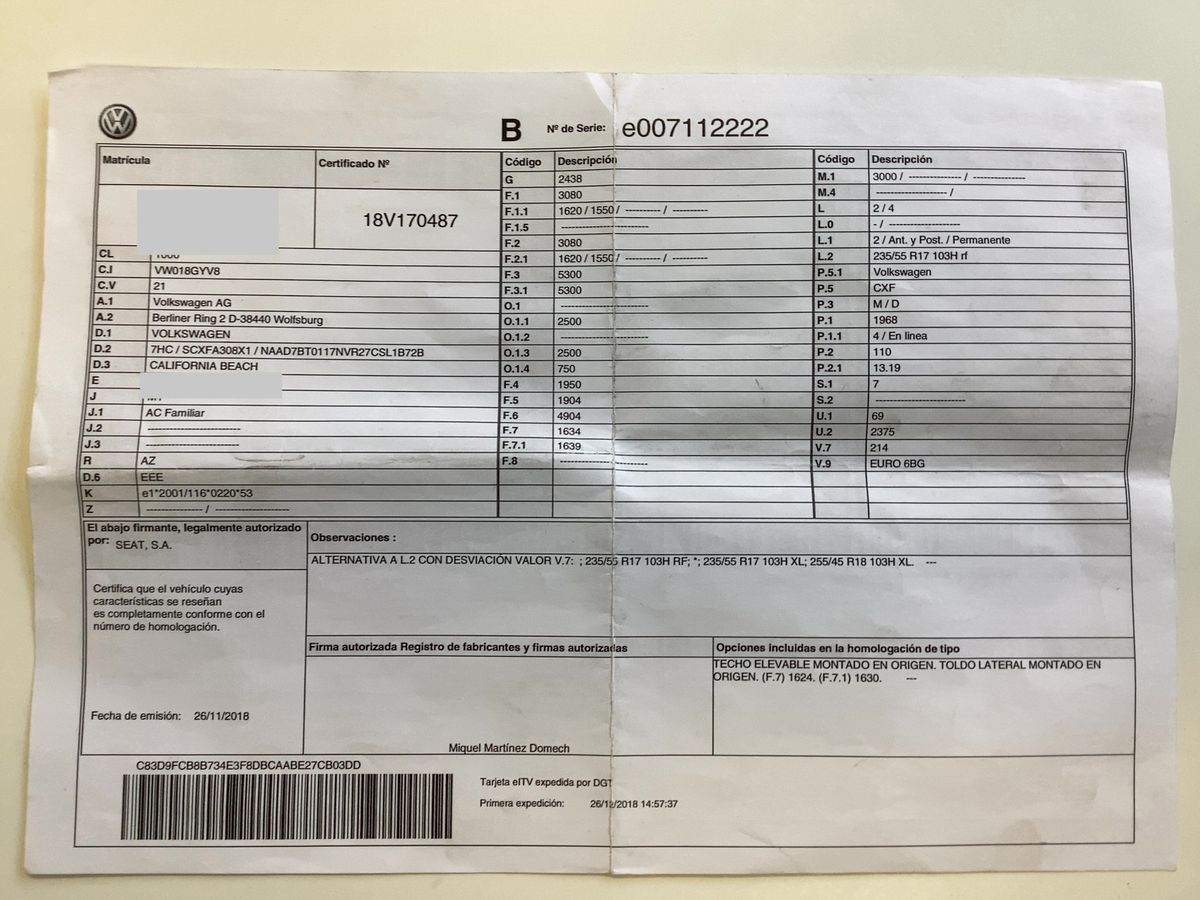 B Nº de Serie: e007112222
Matrícula
Certificado Nº
18V170487
CL
C.I VW018GYV8
C.V 21
A.1 Volkswagen AG
A.2 Berliner Ring 2 D-38440 Wolfsburg
D.1 VOLKSWAGEN
D.2 7HC / SCXFA308X1 / NAAD7BT0117NVR27CSL1B72B
D.3 CALIFORNIA BEACH
E
J
J.1 AC Familiar
J.2 -----------------------
J.3 -----------------------
R AZ
D.6 EEE
K e1*2001/116*0220*53
Z -------------- / ------------------
Código Descripción
G 2438
F.1 3080
F.1.1 1620 / 1550 / ---------- / ----------
F.1.5 -----------------------
F.2 3080
F.2.1 1620 / 1550 / ---------- / ----------
F.3 5300
F.3.1 5300
O.1 -----------------------
O.1.1 2500
O.1.2 -----------------------
O.1.3 2500
O.1.4 750
F.4 1950
F.5 1904
F.6 4904
F.7 1634
F.7.1 1639
F.8 -----------------------
Código Descripción
M.1 3000 / -------------- / --------------
M.4 ------------------- /
L 2 / 4
L.0 - / ------------------
L.1 2 / Ant. y Post. / Permanente
L.2 235/55 R17 103H rf
P.5.1 Volkswagen
P.5 CXF
P.3 M / D
P.1 1968
P.1.1 4 / En linea
P.2 110
P.2.1 13.19
S.1 7
S.2 -----------------------
U.1 69
U.2 2375
V.7 214
V.9 EURO 6BG
El abajo firmante, legalmente autorizado
por: SEAT, S.A.
Certifica que el vehículo cuyas
características se reseñan
es completamente conforme con el
número de homologación.
Fecha de emisión: 26/11/2018
Observaciones :
ALTERNATIVA A L.2 CON DESVIACIÓN VALOR V.7: ; 235/55 R17 103H RF; *; 235/55 R17 103H XL; 255/45 R18 103H XL. ---
Firma autorizada Registro de fabricantes y firmas autorizadas
Miquel Martínez Domech
Opciones incluidas en la homologación de tipo
TECHO ELEVABLE MONTADO EN ORIGEN. TOLDO LATERAL MONTADO EN
ORIGEN. (F.7) 1624. (F.7.1) 1630. ---
C83D9FCB8B734E3F8DBCAABE27CB03DD
Tarjeta eITV expedida por DGT
Primera expedición: 26/12/2018 14:57:37